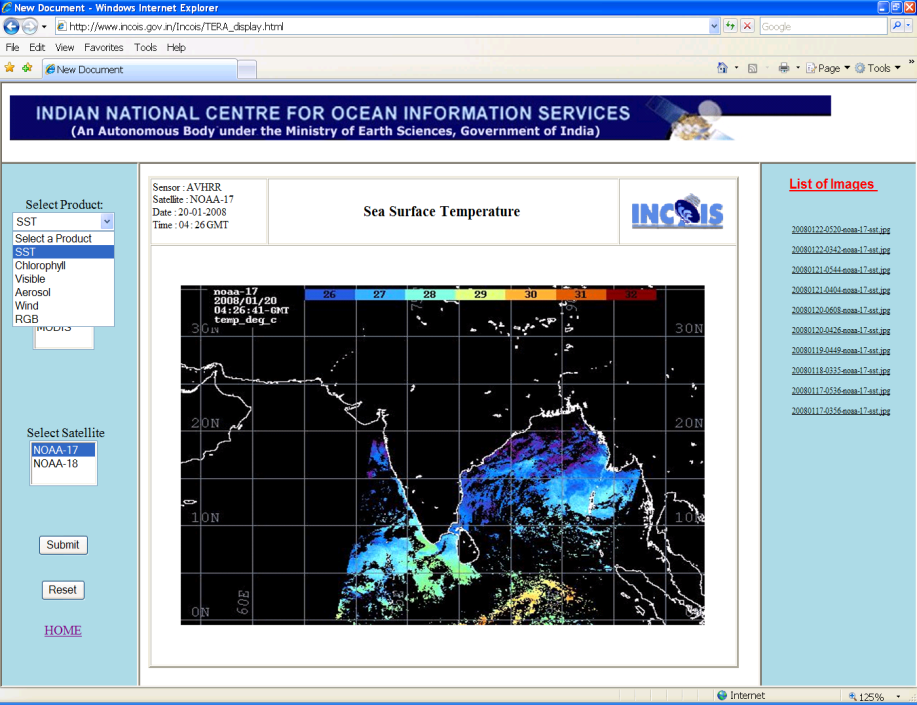 New Document - Windows Internet Explorer
http://www.incois.gov.in/Incois/TERA_display.html
Google
File Edit View Favorites Tools Help
New Document
Page Tools
INDIAN NATIONAL CENTRE FOR OCEAN INFORMATION SERVICES
(An Autonomous Body under the Ministry of Earth Sciences, Government of India)
Select Product:
SST
Select a Product
SST
Chlorophyll
Visible
Aerosol
Wind
RGB
MODIS
Select Satellite
NOAA-17
NOAA-18
Submit
Reset
HOME
Sensor : AVHRR
Satellite : NOAA-17
Date : 20-01-2008
Time : 04 : 26 GMT
Sea Surface Temperature
INCOIS
noaa-17
2008/01/20
04:26:41-GMT
temp_deg_c
26 27 28 29 30 31 32
30N 30N
20N 20N
10N 10N
0N 60E
List of Images
20080122-0520-noaa-17-sst.jpg
20080122-0342-noaa-17-sst.jpg
20080121-0544-noaa-17-sst.jpg
20080121-0404-noaa-17-sst.jpg
20080120-0608-noaa-17-sst.jpg
20080120-0426-noaa-17-sst.jpg
20080119-0449-noaa-17-sst.jpg
20080118-0335-noaa-17-sst.jpg
20080117-0536-noaa-17-sst.jpg
20080117-0356-noaa-17-sst.jpg
Internet
125%